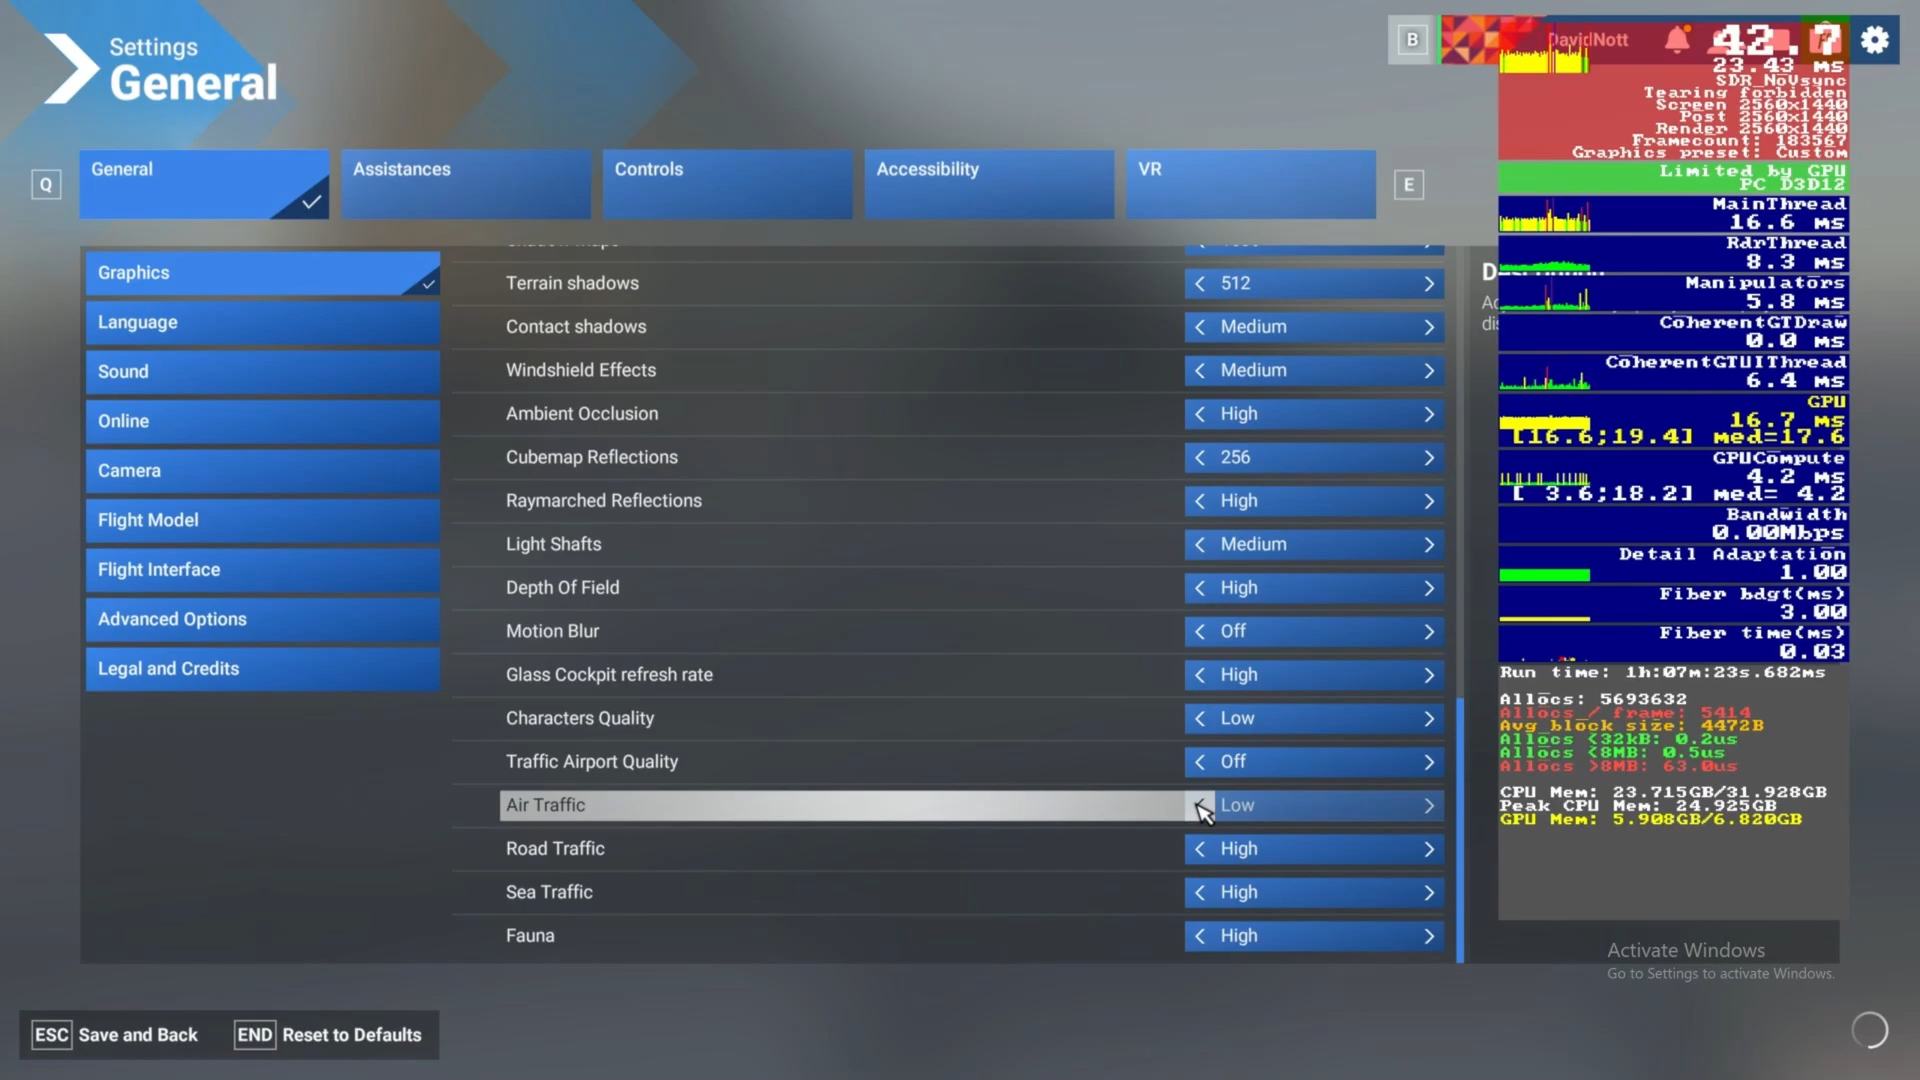 Settings
General
B
DavidNott
42.7
23.43 ms
SDR_NoVsync
Tearing forbidden
Screen 2560x1440
Post 2560x1440
Render 2560x1440
Framecount: 183567
Graphics preset: Custom
Limited by GPU
PC D3D12
Q
General
Assistances
Controls
Accessibility
VR
E
Graphics
Language
Sound
Online
Camera
Flight Model
Flight Interface
Advanced Options
Legal and Credits
Terrain shadows
512
Contact shadows
Medium
Windshield Effects
Medium
Ambient Occlusion
High
Cubemap Reflections
256
Raymarched Reflections
High
Light Shafts
Medium
Depth Of Field
High
Motion Blur
Off
Glass Cockpit refresh rate
High
Characters Quality
Low
Traffic Airport Quality
Off
Air Traffic
Low
Road Traffic
High
Sea Traffic
High
Fauna
High
MainThread
16.6 ms
RdrThread
8.3 ms
Manipulators
5.8 ms
CoherentGTDraw
0.0 ms
CoherentGTUIThread
6.4 ms
GPU
16.7 ms
[16.6;19.4] med=17.6
GPUCompute
4.2 ms
[ 3.6;18.2] med= 4.2
Bandwidth
0.00Mbps
Detail Adaptation
1.00
Fiber bdgt(ms)
3.00
Fiber time(ms)
0.03
Run time: 1h:07m:23s.682ms
Allocs: 5693632
Allocs / frame: 5414
Avg block size: 4472B
Allocs <32kB: 0.2us
Allocs <8MB: 0.5us
Allocs >8MB: 63.0us
CPU Mem: 23.715GB/31.928GB
Peak CPU Mem: 24.925GB
GPU Mem: 5.908GB/6.820GB
Activate Windows
Go to Settings to activate Windows.
ESC Save and Back
END Reset to Defaults